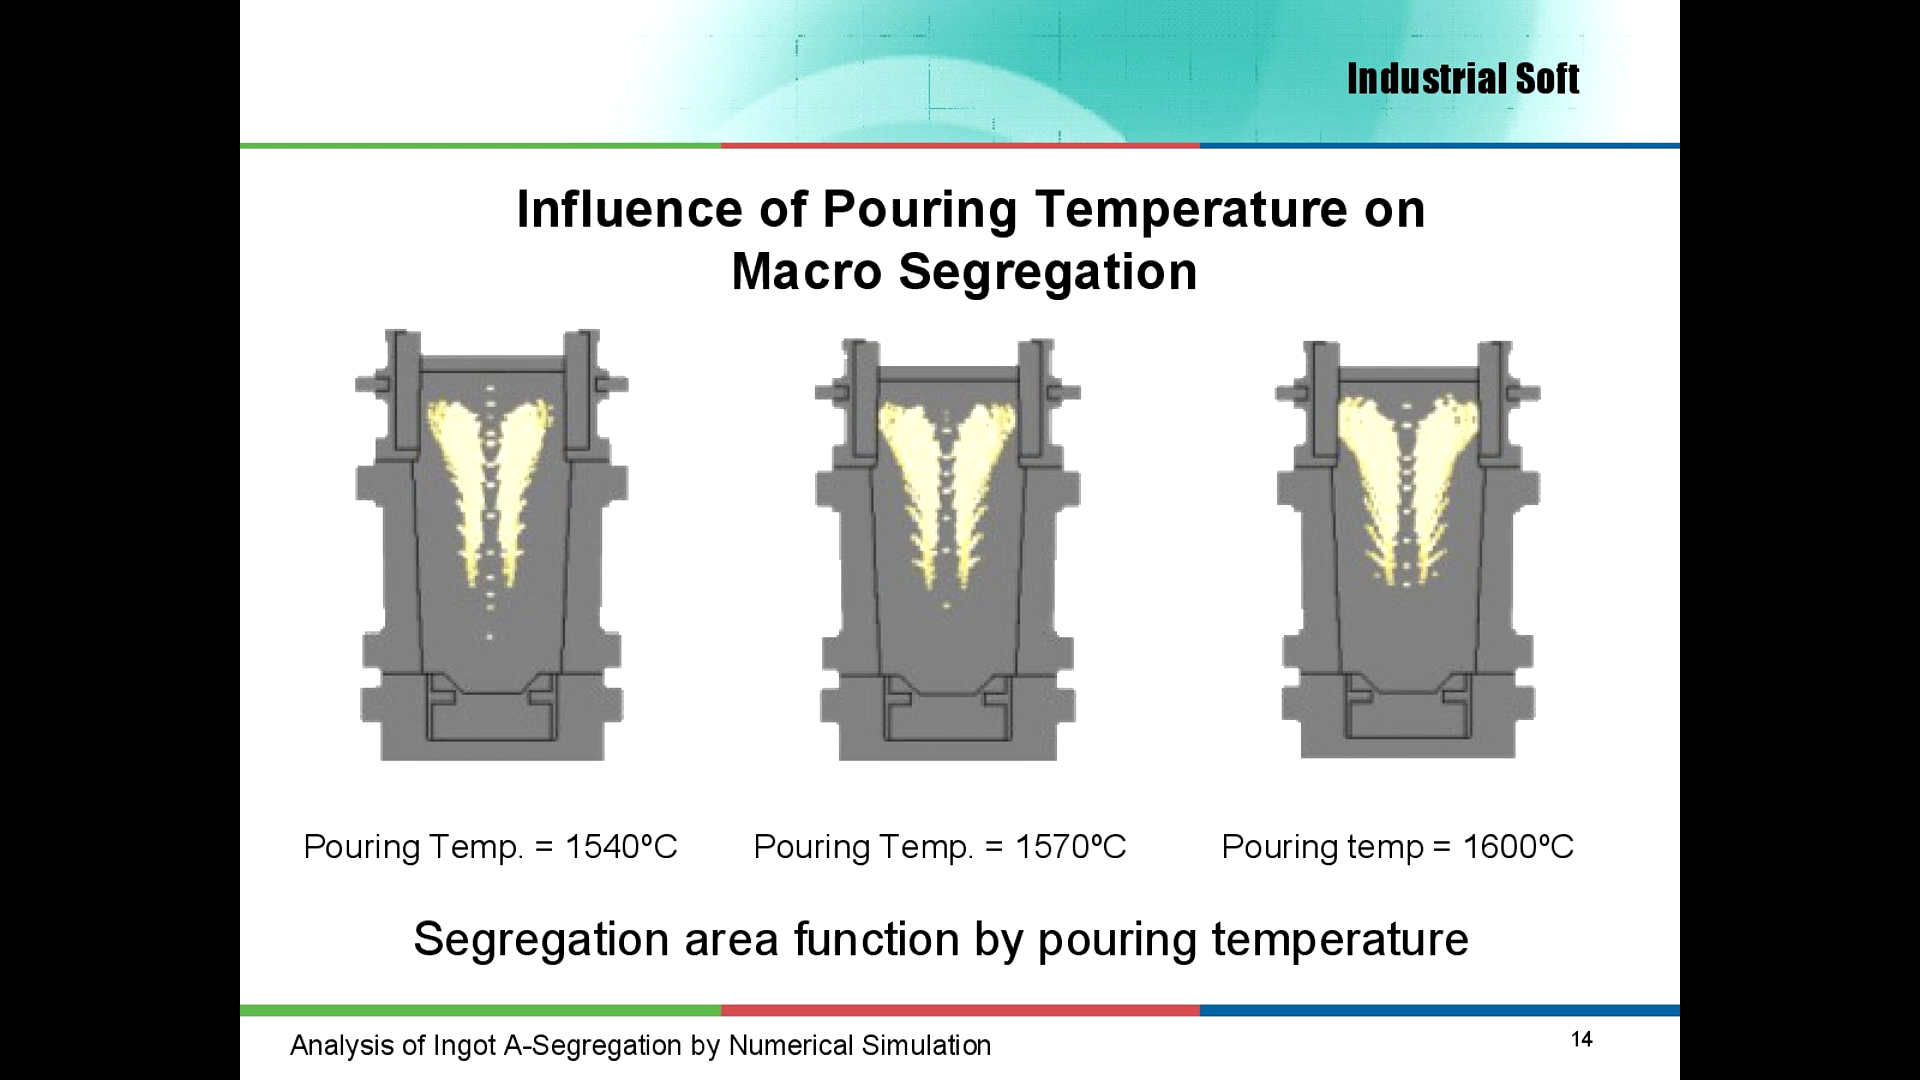 Industrial Soft
Influence of Pouring Temperature on
Macro Segregation
Pouring Temp. = 1540ºC
Pouring Temp. = 1570ºC
Pouring temp = 1600ºC
Segregation area function by pouring temperature
Analysis of Ingot A-Segregation by Numerical Simulation
14